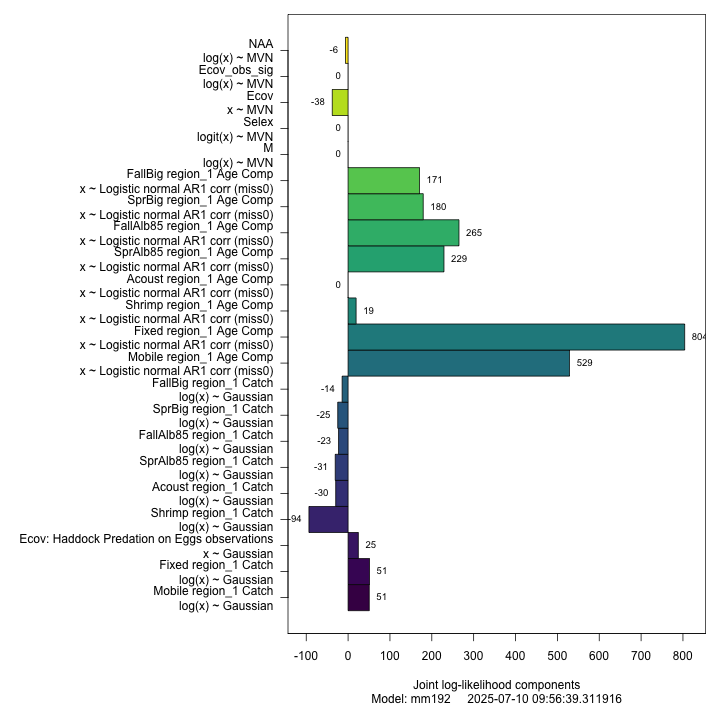 NAA
log(x) ~ MVN
-6
Ecov_obs_sig
log(x) ~ MVN
0
Ecov
x ~ MVN
-38
Selex
logit(x) ~ MVN
0
M
log(x) ~ MVN
0
FallBig region_1 Age Comp
x ~ Logistic normal AR1 corr (miss0)
171
SprBig region_1 Age Comp
x ~ Logistic normal AR1 corr (miss0)
180
FallAlb85 region_1 Age Comp
x ~ Logistic normal AR1 corr (miss0)
265
SprAlb85 region_1 Age Comp
x ~ Logistic normal AR1 corr (miss0)
229
Acoust region_1 Age Comp
x ~ Logistic normal AR1 corr (miss0)
0
Shrimp region_1 Age Comp
x ~ Logistic normal AR1 corr (miss0)
19
Fixed region_1 Age Comp
x ~ Logistic normal AR1 corr (miss0)
804
Mobile region_1 Age Comp
x ~ Logistic normal AR1 corr (miss0)
529
FallBig region_1 Catch
log(x) ~ Gaussian
-14
SprBig region_1 Catch
log(x) ~ Gaussian
-25
FallAlb85 region_1 Catch
log(x) ~ Gaussian
-23
SprAlb85 region_1 Catch
log(x) ~ Gaussian
-31
Acoust region_1 Catch
log(x) ~ Gaussian
-30
Shrimp region_1 Catch
log(x) ~ Gaussian
-94
Ecov: Haddock Predation on Eggs observations
x ~ Gaussian
25
Fixed region_1 Catch
log(x) ~ Gaussian
51
Mobile region_1 Catch
log(x) ~ Gaussian
51
-100 0 100 200 300 400 500 600 700 800
Joint log-likelihood components
Model: mm192 2025-07-10 09:56:39.311916